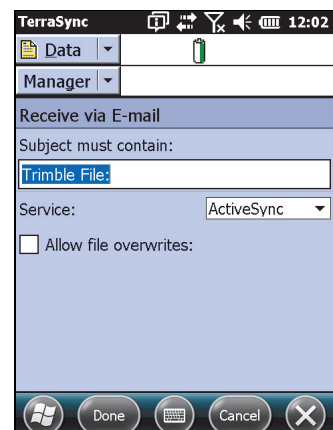 TerraSync 12:02
Data
Manager
Receive via E-mail
Subject must contain:
Trimble File:
Service: ActiveSync
Allow file overwrites:
Done Cancel